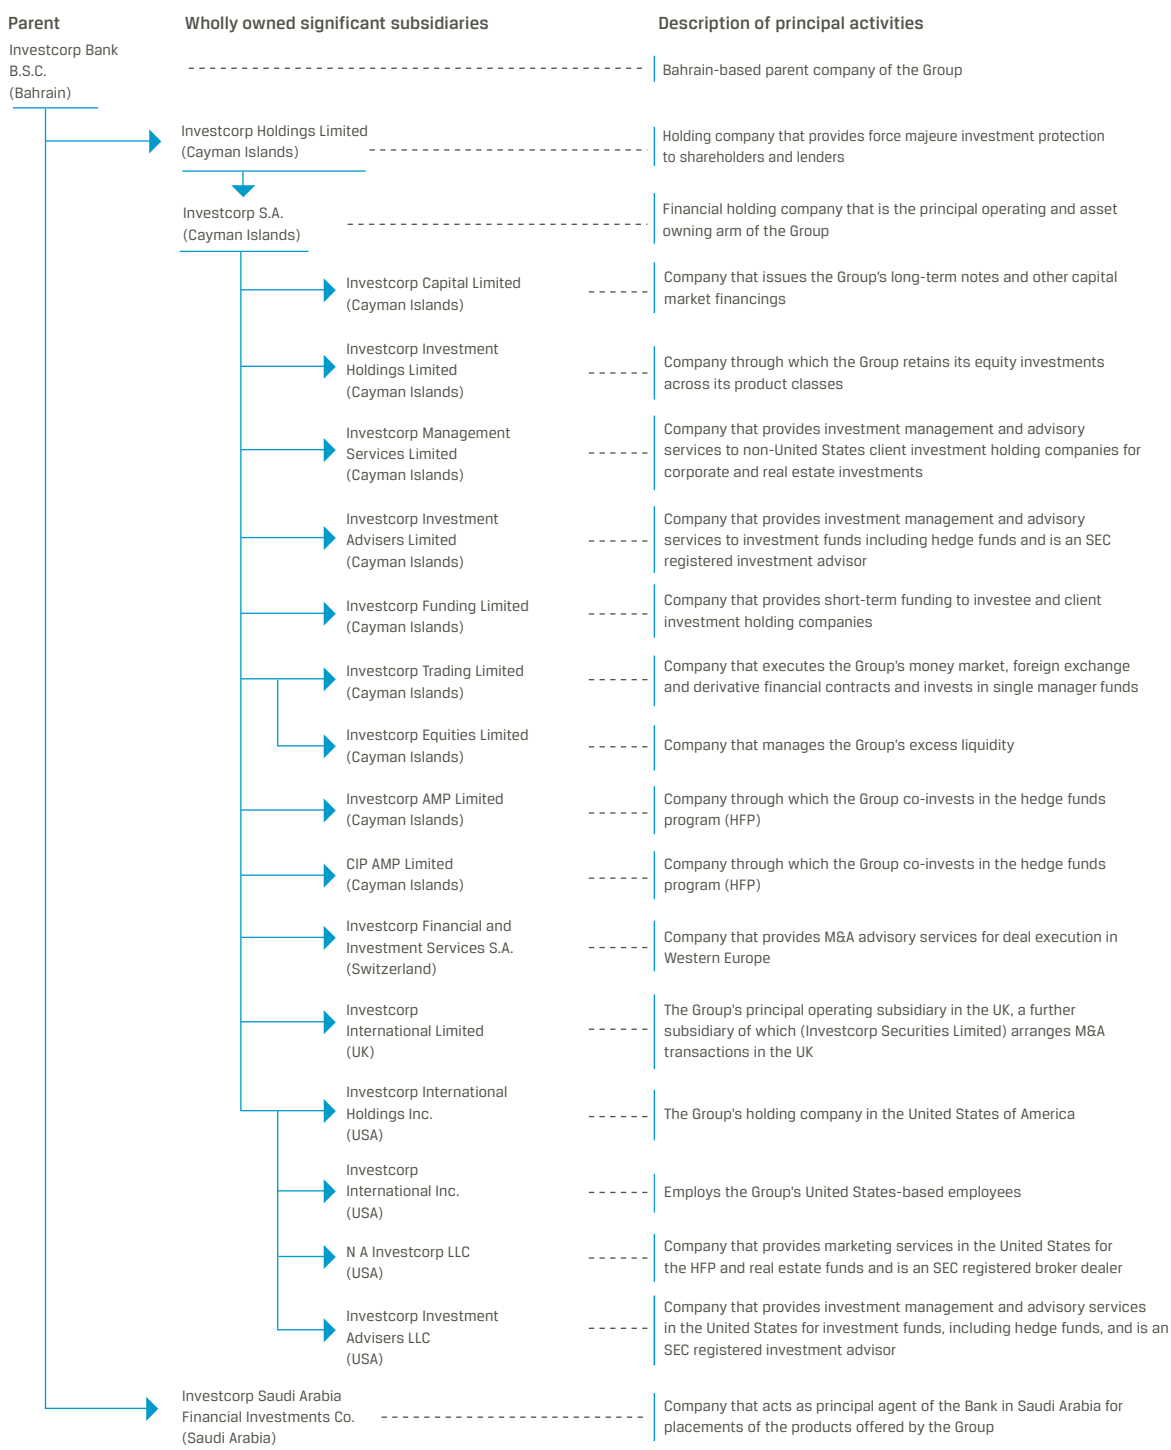 Parent
Wholly owned significant subsidiaries
Description of principal activities
Investcorp Bank
B.S.C.
(Bahrain)
Bahrain-based parent company of the Group
Investcorp Holdings Limited
(Cayman Islands)
Holding company that provides force majeure investment protection
to shareholders and lenders
Investcorp S.A.
(Cayman Islands)
Financial holding company that is the principal operating and asset
owning arm of the Group
Investcorp Capital Limited
(Cayman Islands)
Company that issues the Group's long-term notes and other capital
market financings
Investcorp Investment
Holdings Limited
(Cayman Islands)
Company through which the Group retains its equity investments
across its product classes
Investcorp Management
Services Limited
(Cayman Islands)
Company that provides investment management and advisory
services to non-United States client investment holding companies for
corporate and real estate investments
Investcorp Investment
Advisers Limited
(Cayman Islands)
Company that provides investment management and advisory
services to investment funds including hedge funds and is an SEC
registered investment advisor
Investcorp Funding Limited
(Cayman Islands)
Company that provides short-term funding to investee and client
investment holding companies
Investcorp Trading Limited
(Cayman Islands)
Company that executes the Group's money market, foreign exchange
and derivative financial contracts and invests in single manager funds
Investcorp Equities Limited
(Cayman Islands)
Company that manages the Group's excess liquidity
Investcorp AMP Limited
(Cayman Islands)
Company through which the Group co-invests in the hedge funds
program (HFP)
CIP AMP Limited
(Cayman Islands)
Company through which the Group co-invests in the hedge funds
program (HFP)
Investcorp Financial and
Investment Services S.A.
(Switzerland)
Company that provides M&A advisory services for deal execution in
Western Europe
Investcorp
International Limited
(UK)
The Group's principal operating subsidiary in the UK, a further
subsidiary of which (Investcorp Securities Limited) arranges M&A
transactions in the UK
Investcorp International
Holdings Inc.
(USA)
The Group's holding company in the United States of America
Investcorp
International Inc.
(USA)
Employs the Group's United States-based employees
N A Investcorp LLC
(USA)
Company that provides marketing services in the United States for
the HFP and real estate funds and is an SEC registered broker dealer
Investcorp Investment
Advisers LLC
(USA)
Company that provides investment management and advisory services
in the United States for investment funds, including hedge funds, and is an
SEC registered investment advisor
Investcorp Saudi Arabia
Financial Investments Co.
(Saudi Arabia)
Company that acts as principal agent of the Bank in Saudi Arabia for
placements of the products offered by the Group